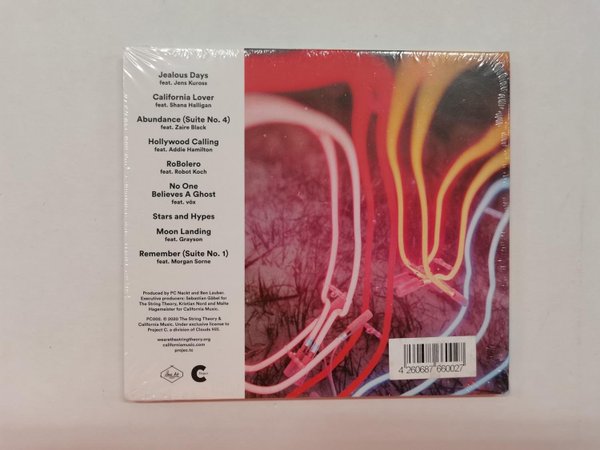 Jealous Days
feat. Jens Kuross
California Lover
feat. Shana Halligan
Abundance (Suite No. 4)
feat. Zaire Black
Hollywood Calling
feat. Addie Hamilton
RoBolero
feat. Robot Koch
No One
Believes A Ghost
feat. vōx
Stars and Hypes
Moon Landing
feat. Grayson
Remember (Suite No. 1)
feat. Morgan Sorne
Produced by PC Nackt and Ben Lauber.
Executive producers: Sebastian Göbel for
The String Theory, Kristian Nord and Malte
Hagemeister for California Music.
PC002. © 2020 The String Theory &
California Music. Under exclusive license to
Project C, a division of Clouds Hill.
wearethestringtheory.org
californiamusic.com
projec.tc
C
4 260687 660027